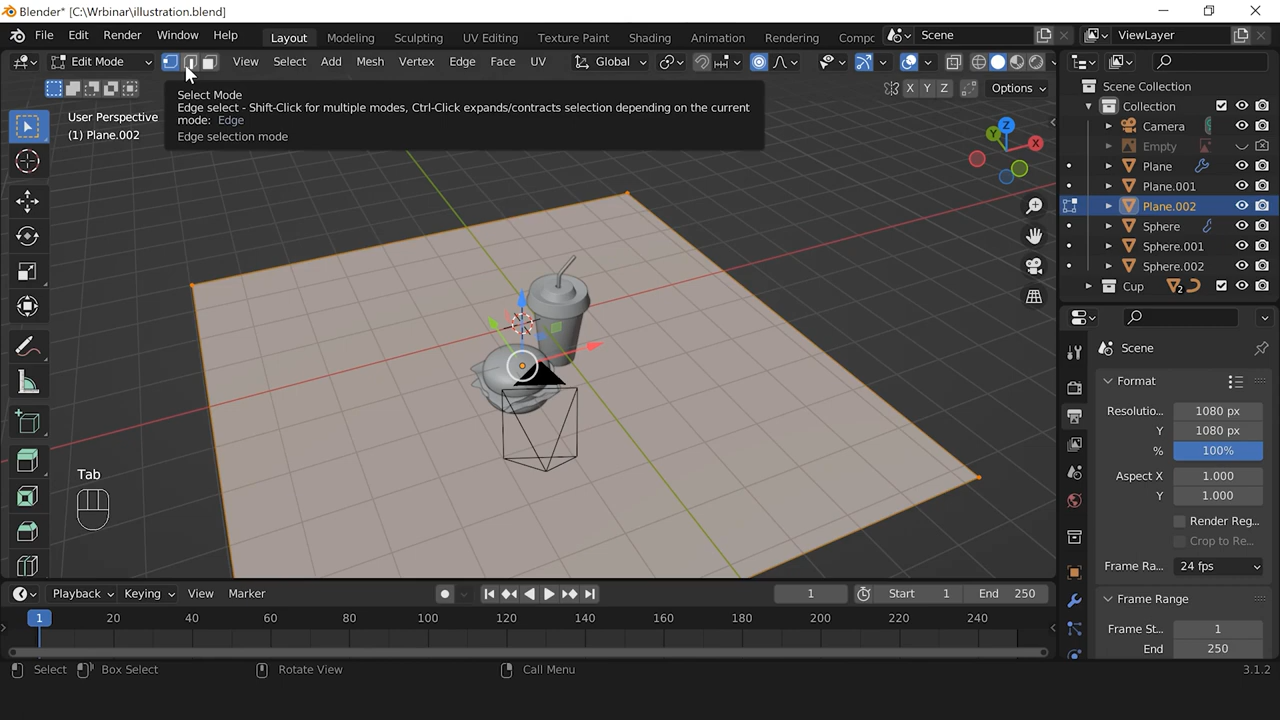 Blender* [C:\Wrbinar\illustration.blend]
File Edit Render Window Help Layout Modeling Sculpting UV Editing Texture Paint Shading Animation Rendering Compc Scene ViewLayer
Edit Mode View Select Add Mesh Vertex Edge Face UV Global
X Y Z Options
Select Mode
Edge select - Shift-Click for multiple modes, Ctrl-Click expands/contracts selection depending on the current
mode: Edge
Edge selection mode
User Perspective
(1) Plane.002
Z
Y
X
Scene Collection
Collection
Camera
Empty
Plane
Plane.001
Plane.002
Sphere
Sphere.001
Sphere.002
Cup 2
Scene
Format
Resolutio... 1080 px
Y 1080 px
% 100%
Aspect X 1.000
Y 1.000
Render Reg...
Crop to Re...
Frame Ra... 24 fps
Frame Range
Frame St... 1
End 250
Tab
Playback Keying View Marker 1 Start 1 End 250
1 20 40 60 80 100 120 140 160 180 200 220 240
Select Box Select Rotate View Call Menu 3.1.2